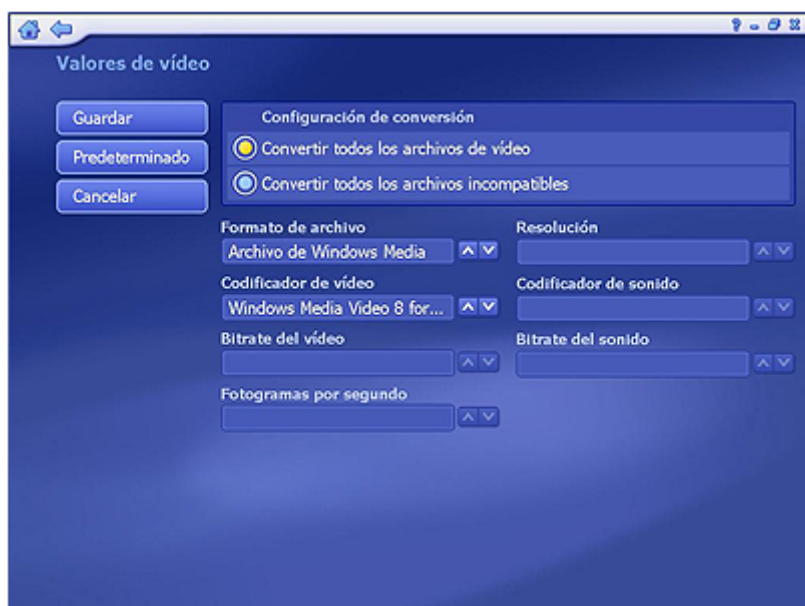 Valores de vídeo
Guardar
Predeterminado
Cancelar
Configuración de conversión
Convertir todos los archivos de vídeo
Convertir todos los archivos incompatibles
Formato de archivo
Archivo de Windows Media
Resolución
Codificador de vídeo
Windows Media Video 8 for...
Codificador de sonido
Bitrate del vídeo
Bitrate del sonido
Fotogramas por segundo